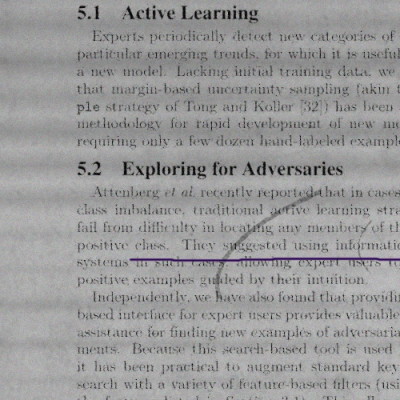 5.1 Active Learning
Experts periodically detect new categories of
particular emerging trends, for which it is useful
a new model. Lacking initial training data, we
that margin-based uncertainty sampling (akin t
ple strategy of Tong and Koller [32]) has been
methodology for rapid development of new mo
requiring only a few dozen hand-labeled example
5.2 Exploring for Adversaries
Attenberg et al. recently reported that in cases
class imbalance, traditional active learning stra
fail from difficulty in locating any members of th
positive class. They suggested using informatio
systems in such cases, allowing expert users to
positive examples guided by their intuition.
Independently, we have also found that providin
based interface for expert users provides valuable
assistance for finding new examples of adversaria
ments. Because this search-based tool is used
it has been practical to augment standard key
search with a variety of feature-based filters (usi